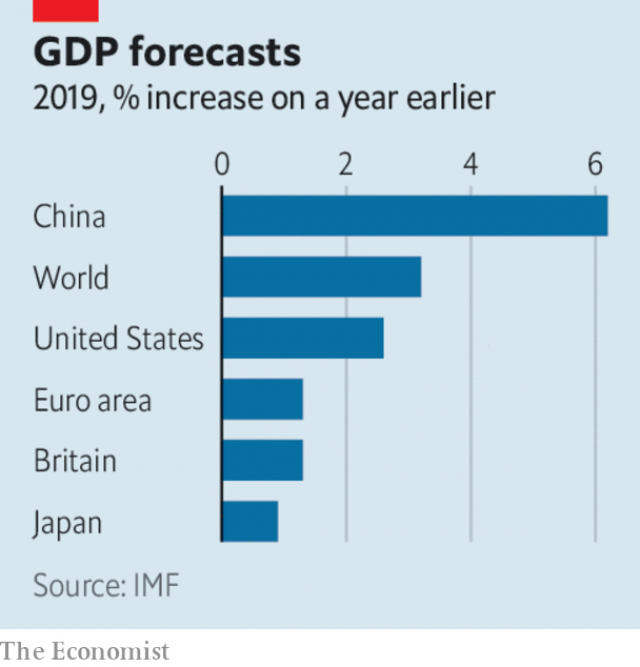 GDP forecasts
2019, % increase on a year earlier
0 2 4 6
China
World
United States
Euro area
Britain
Japan
Source: IMF
The Economist